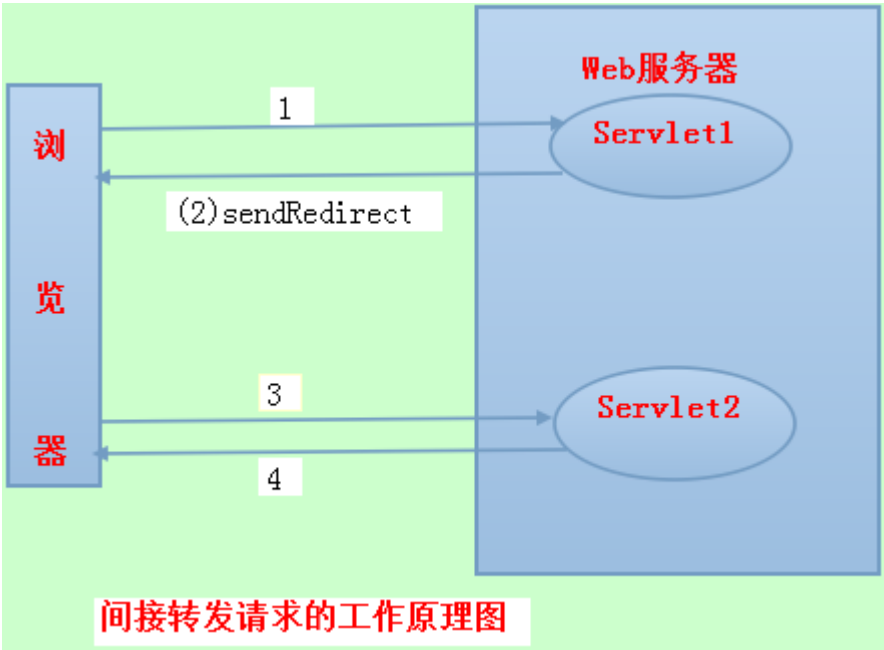 Web服务器
1
Servlet1
(2)sendRedirect
浏
览
器
3
Servlet2
4
间接转发请求的工作原理图